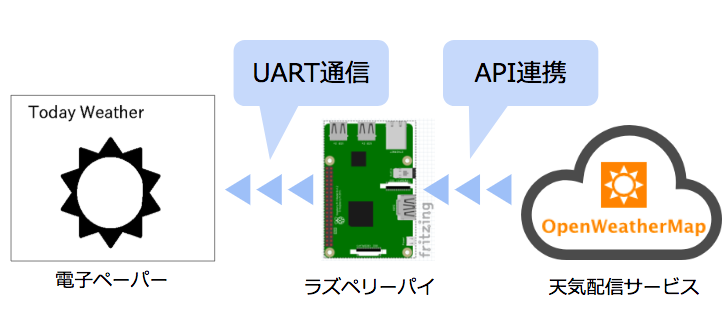 UART通信
API連携
Today Weather
fritzing
OpenWeatherMap
電子ペーパー
ラズペリーパイ
天気配信サービス